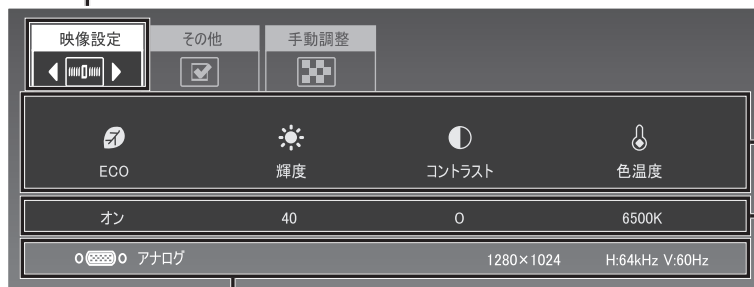 映像設定 その他 手動調整
ECO 輝度 コントラスト 色温度
オン 40 0 6500K
アナログ 1280×1024 H:64kHz V:60Hz